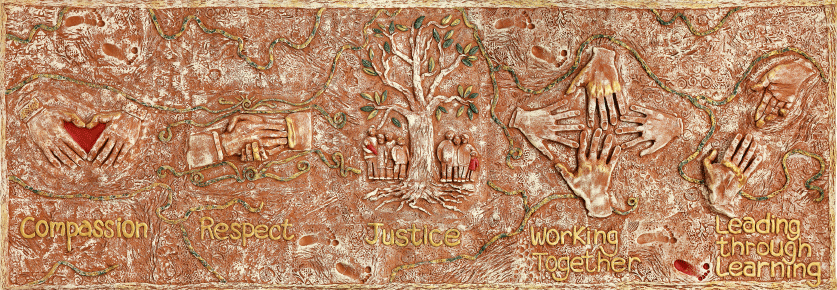 Compassion
Respect
Justice
Working
Together
Leading
through
Learning